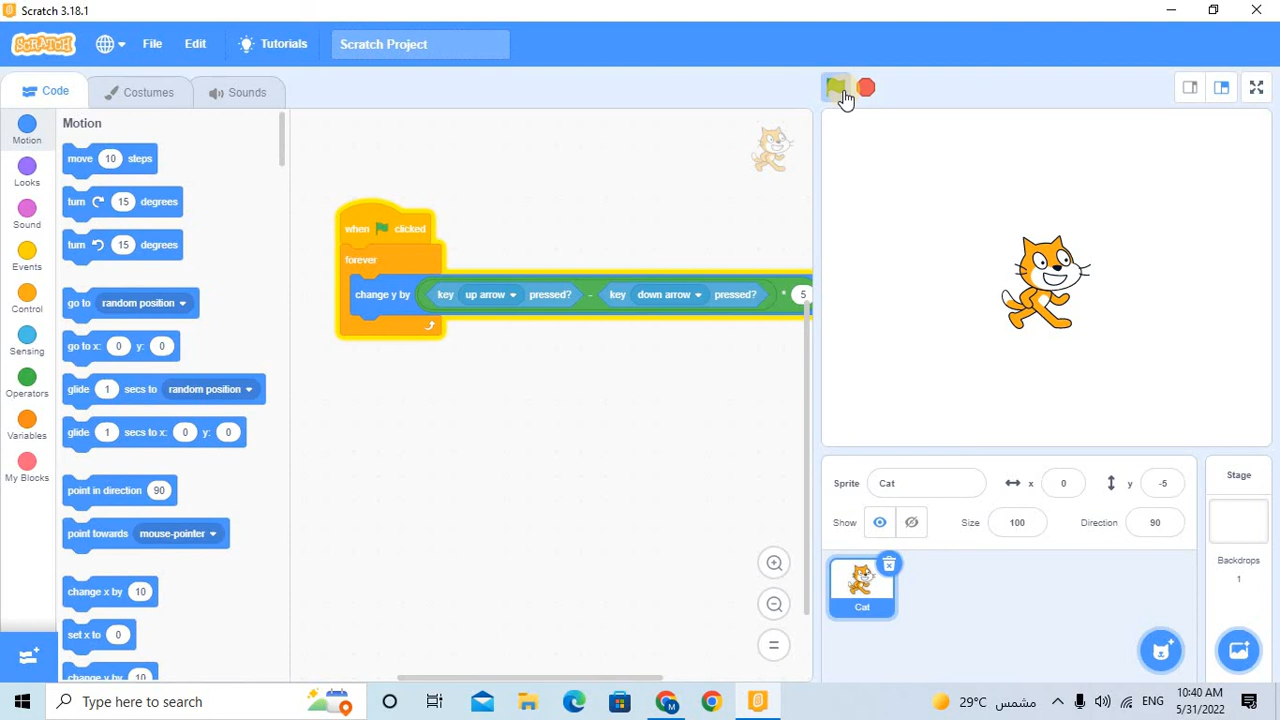 Scratch 3.18.1
SCRATCH File Edit Tutorials Scratch Project
Code Costumes Sounds
Motion
Looks
Sound
Events
Control
Sensing
Operators
Variables
My Blocks
Motion
move 10 steps
turn 15 degrees
turn 15 degrees
go to random position
go to x: 0 y: 0
glide 1 secs to random position
glide 1 secs to x: 0 y: 0
point in direction 90
point towards mouse-pointer
change x by 10
set x to 0
change y by 10
when clicked
forever
change y by key up arrow pressed? - key down arrow pressed? * 5
Sprite Cat x 0 y -5
Show Size 100 Direction 90
Cat
Stage
Backdrops
1
Type here to search
29°C مشمس
ENG
10:40 AM
5/31/2022